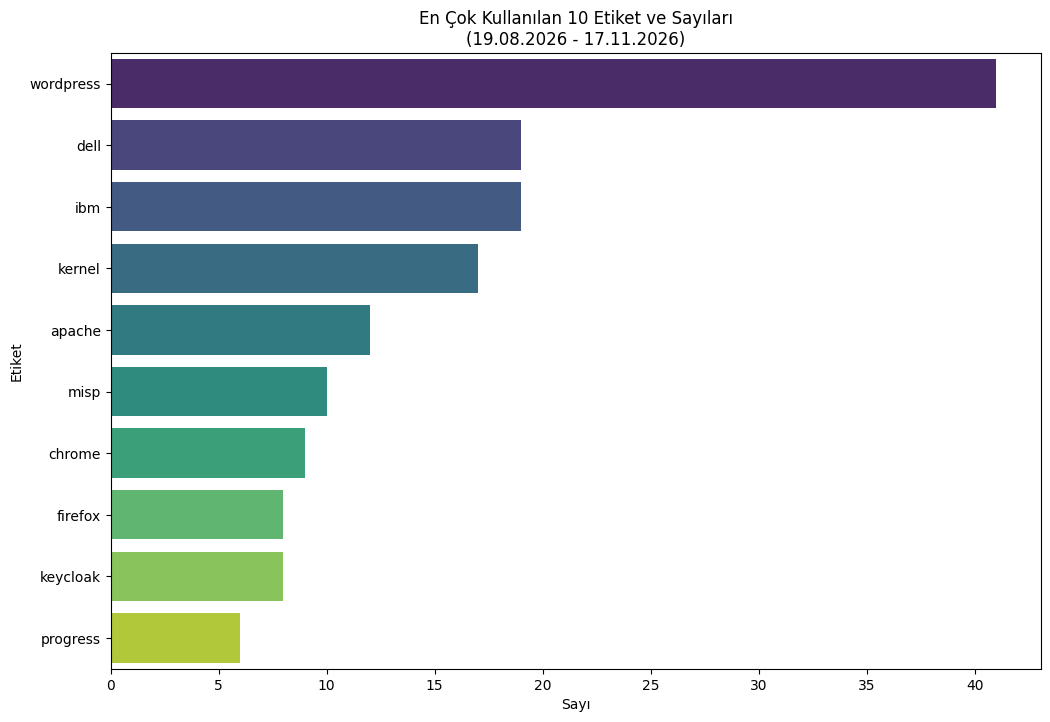 En Çok Kullanılan 10 Etiket ve Sayıları
(19.08.2026 - 17.11.2026)
wordpress
dell
ibm
kernel
apache
misp
chrome
firefox
keycloak
progress
Etiket
0 5 10 15 20 25 30 35 40
Sayı